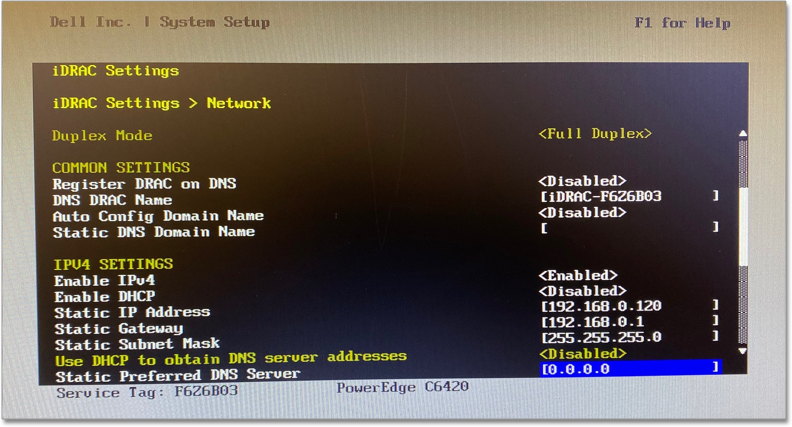 Dell Inc. | System Setup F1 for Help
iDRAC Settings
iDRAC Settings > Network
Duplex Mode <Full Duplex>
COMMON SETTINGS
Register DRAC on DNS <Disabled>
DNS DRAC Name [iDRAC-F6Z6B03 ]
Auto Config Domain Name <Disabled>
Static DNS Domain Name [ ]
IPV4 SETTINGS
Enable IPv4 <Enabled>
Enable DHCP <Disabled>
Static IP Address [192.168.0.120 ]
Static Gateway [192.168.0.1 ]
Static Subnet Mask [255.255.255.0 ]
Use DHCP to obtain DNS server addresses <Disabled>
Static Preferred DNS Server [0.0.0.0 ]
Service Tag: F6Z6B03 PowerEdge C6420